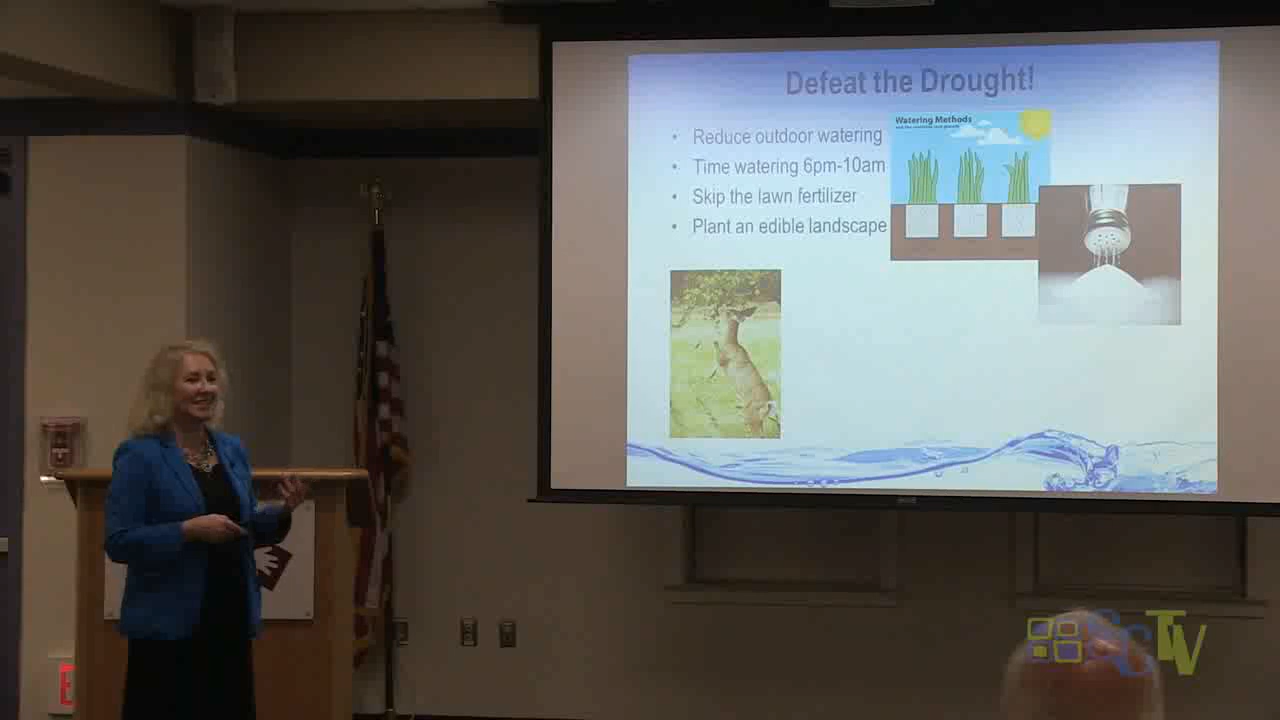 Defeat the Drought!
• Reduce outdoor watering
• Time watering 6pm-10am
• Skip the lawn fertilizer
• Plant an edible landscape
Watering Methods
E
TV